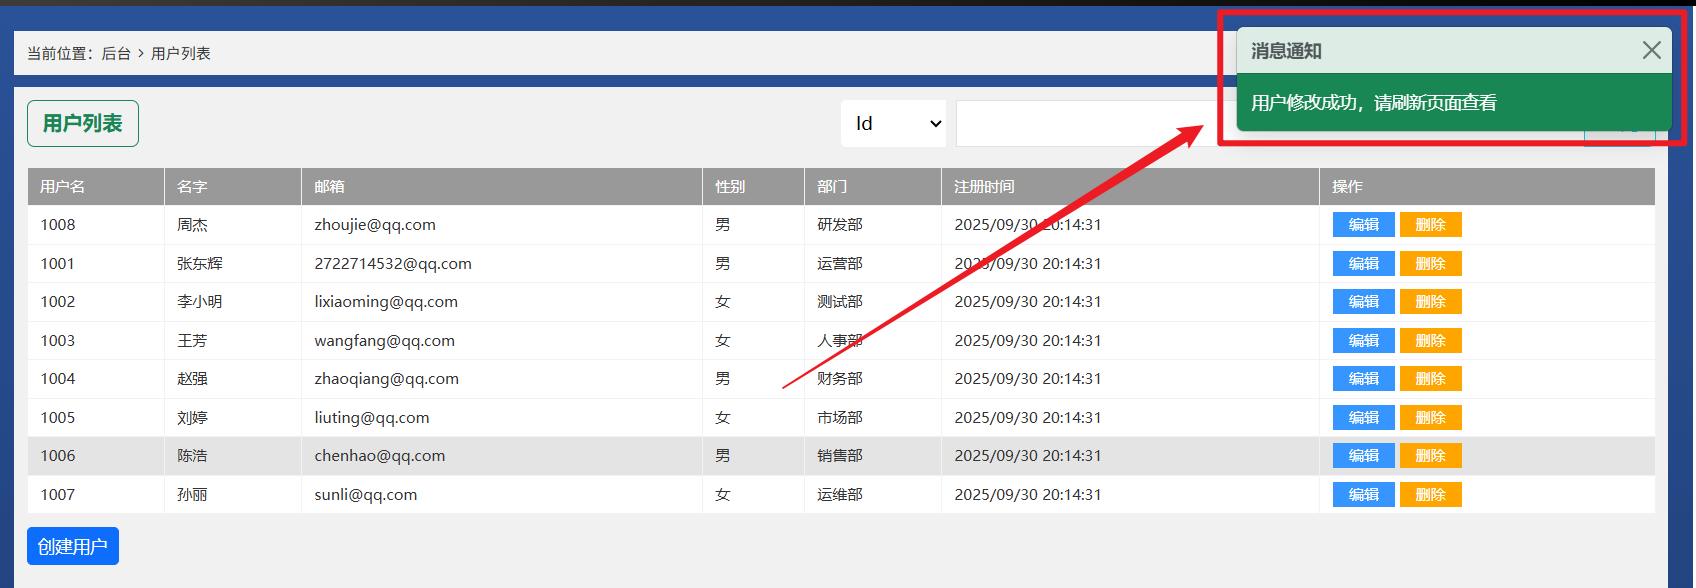 当前位置：后台 > 用户列表
消息通知
用户修改成功，请刷新页面查看
用户列表
Id
用户名 名字 邮箱 性别 部门 注册时间 操作
1008 周杰 zhoujie@qq.com 男 研发部 2025/09/30 20:14:31 编辑 删除
1001 张东辉 2722714532@qq.com 男 运营部 2025/09/30 20:14:31 编辑 删除
1002 李小明 lixiaoming@qq.com 女 测试部 2025/09/30 20:14:31 编辑 删除
1003 王芳 wangfang@qq.com 女 人事部 2025/09/30 20:14:31 编辑 删除
1004 赵强 zhaoqiang@qq.com 男 财务部 2025/09/30 20:14:31 编辑 删除
1005 刘婷 liuting@qq.com 女 市场部 2025/09/30 20:14:31 编辑 删除
1006 陈浩 chenhao@qq.com 男 销售部 2025/09/30 20:14:31 编辑 删除
1007 孙丽 sunli@qq.com 女 运维部 2025/09/30 20:14:31 编辑 删除
创建用户